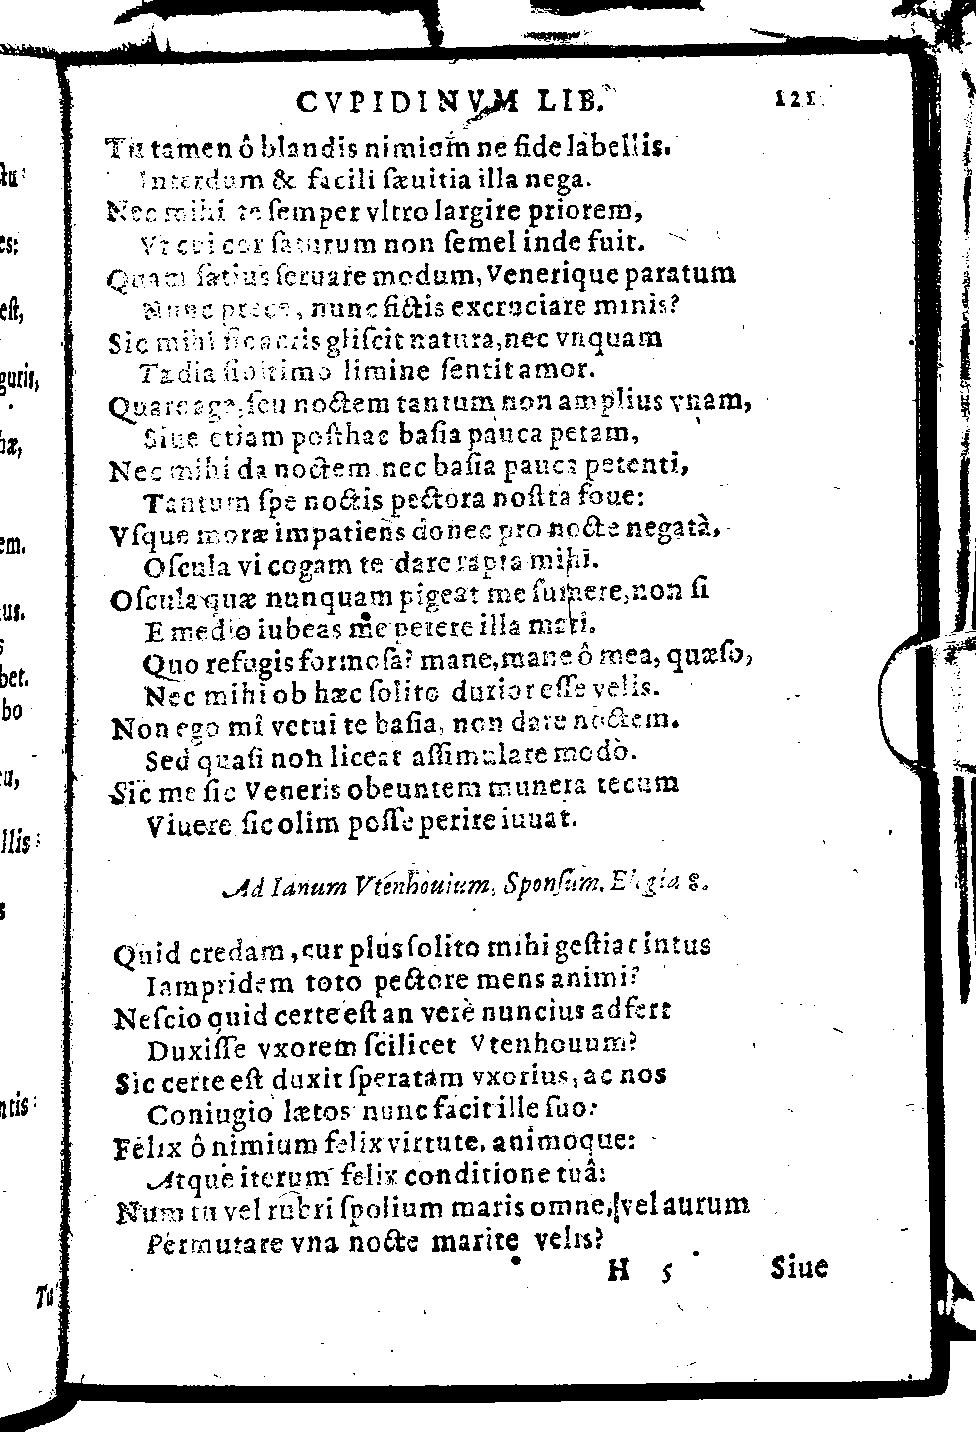 CVPIDINVM LIB. 121
Tu tamen ô blandis nimiùm ne fide labellis.
Interdum & facili sæuitia illa nega.
Nec mihi te semper vltro largire priorem,
Vt cui cor saturum non semel inde fuit.
Quam satius seruare modum, Venerique paratum
Nunc prece, nunc fictis excruciare minis?
Sic mihi sic acris gliscit natura, nec vnquam
Tædia sub intimo limine sentit amor.
Quare age, seu noctem tantum non amplius vnam,
Siue etiam posthac basia pauca petam,
Nec mihi da noctem nec basia pauca petenti,
Tantum spe noctis pectora nostra foue:
Vsque moræ impatiens donec pro nocte negatâ,
Oscula vi cogam te dare rapta mihi.
Oscula quæ nunquam pigeat me sumere, non si
E medio iubeas me petere illa mari.
Quo refugis formosa? mane, mane ô mea, quæso,
Nec mihi ob hæc solito durior esse velis.
Non ego mî vetui te basia, non dare noctem.
Sed quasi non liceat assimulare modò.
Sic me sic Veneris obeuntem munera tecum
Viuere sic olim posse perire iuuat.
Ad Ianum Vtenhouium, Sponsum, Elegia 8.
Quid credam, cur plus solito mihi gestiat intus
Iampridem toto pectore mens animi?
Nescio quid certe est an verè nuncius adfert
Duxisse vxorem scilicet Vtenhouum?
Sic certe est duxit speratam vxorius, ac nos
Coniugio lætos nunc facit ille suo:
Felix ô nimium felix virtute, animoque:
Atque iterum felix conditione tuâ:
Num tu vel rubri spolium maris omne, vel aurum
Permutare vna nocte marite velis?
H 5 Siue